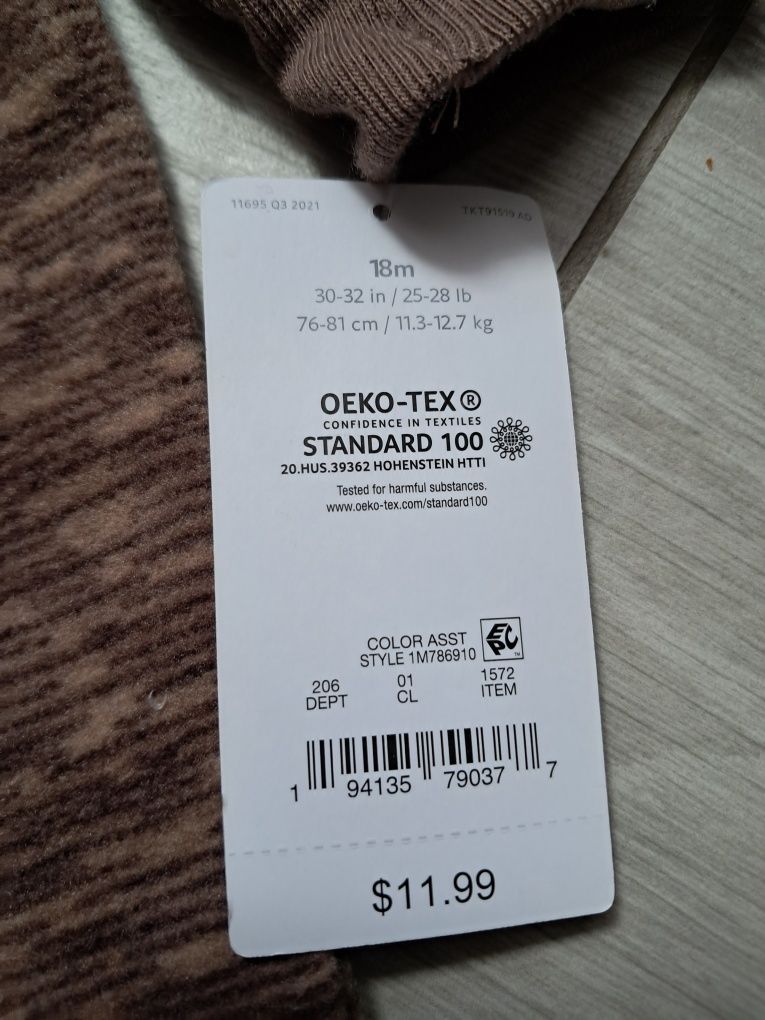 11695 Q3 2021
TKT91519 AD
18m
30-32 in / 25-28 lb
76-81 cm / 11.3-12.7 kg
OEKO-TEX®
CONFIDENCE IN TEXTILES
STANDARD 100
20.HUS.39362 HOHENSTEIN HTTI
Tested for harmful substances.
www.oeko-tex.com/standard100
EPC™
COLOR ASST
STYLE 1M786910
206 01 1572
DEPT CL ITEM
1 94135 79037 7
$11.99